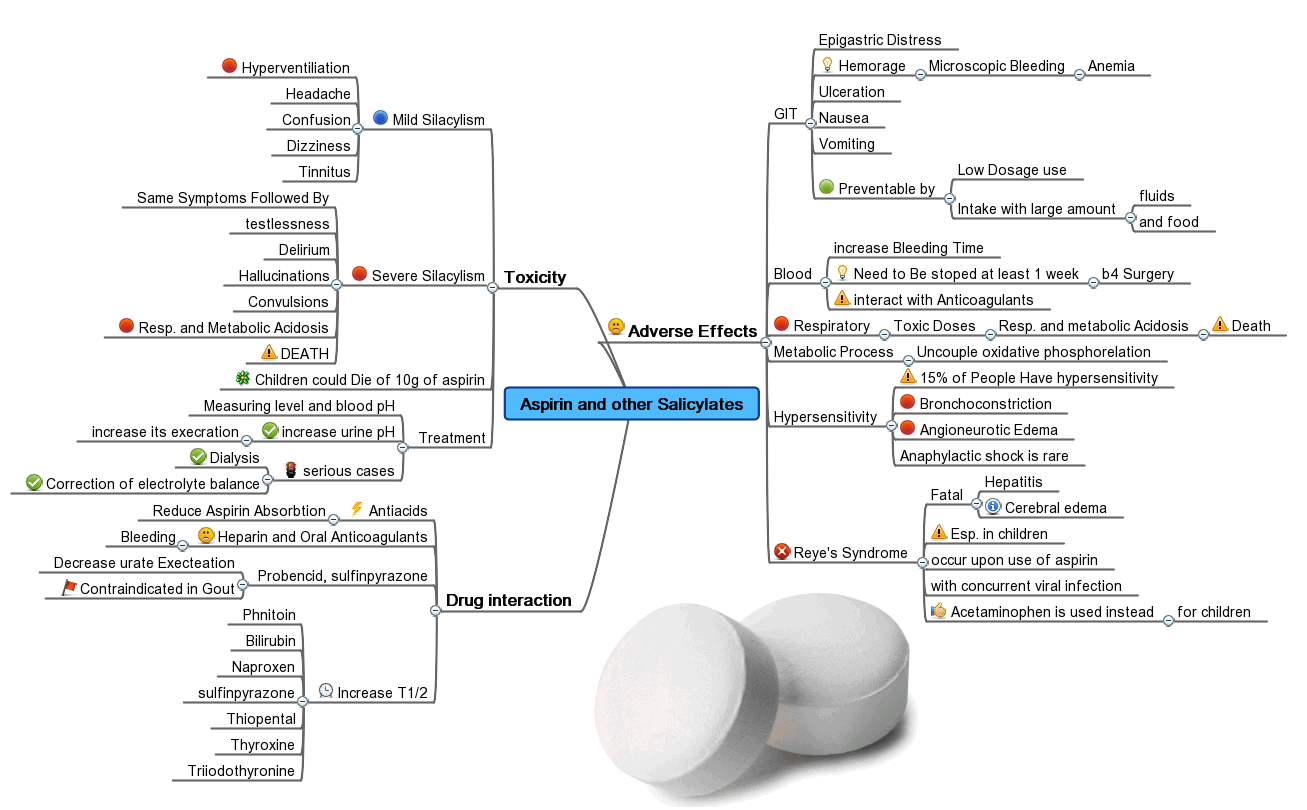 Aspirin and other Salicylates
Adverse Effects
GIT
Epigastric Distress
Hemorage
Microscopic Bleeding
Anemia
Ulceration
Nausea
Vomiting
Preventable by
Low Dosage use
Intake with large amount
fluids
and food
Blood
increase Bleeding Time
Need to Be stoped at least 1 week
b4 Surgery
interact with Anticoagulants
Respiratory
Toxic Doses
Resp. and metabolic Acidosis
Death
Metabolic Process
Uncouple oxidative phosphorelation
Hypersensitivity
15% of People Have hypersensitivity
Bronchoconstriction
Angioneurotic Edema
Anaphylactic shock is rare
Reye's Syndrome
Fatal
Hepatitis
Cerebral edema
Esp. in children
occur upon use of aspirin
with concurrent viral infection
Acetaminophen is used instead
for children
Toxicity
Mild Silacylism
Hyperventiliation
Headache
Confusion
Dizziness
Tinnitus
Severe Silacylism
Same Symptoms Followed By
testlessness
Delirium
Hallucinations
Convulsions
Resp. and Metabolic Acidosis
DEATH
Children could Die of 10g of aspirin
Treatment
Measuring level and blood pH
increase urine pH
increase its execration
serious cases
Dialysis
Correction of electrolyte balance
Drug interaction
Antiacids
Reduce Aspirin Absorbtion
Heparin and Oral Anticoagulants
Bleeding
Probencid, sulfinpyrazone
Decrease urate Execteation
Contraindicated in Gout
Increase T1/2
Phnitoin
Bilirubin
Naproxen
sulfinpyrazone
Thiopental
Thyroxine
Triiodothyronine